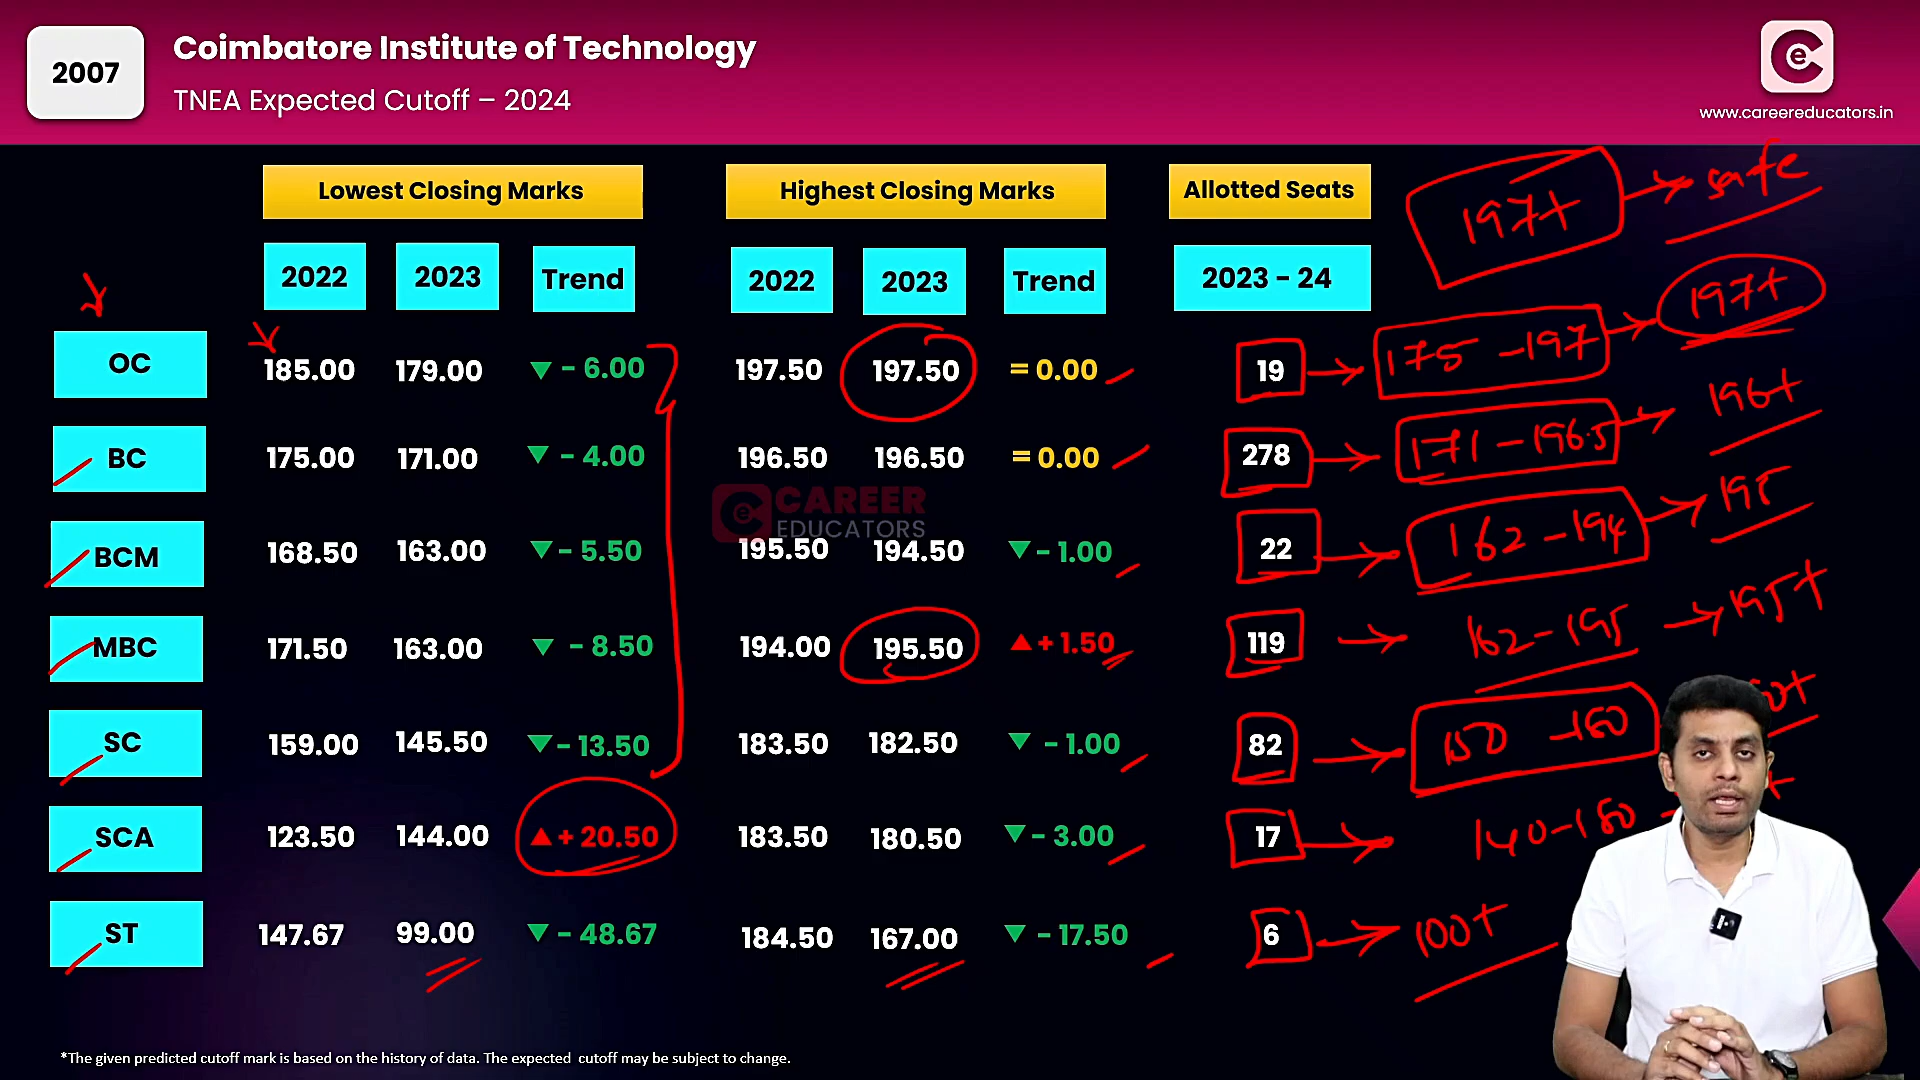 2007
Coimbatore Institute of Technology
TNEA Expected Cutoff – 2024
www.careereducators.in
Lowest Closing Marks Highest Closing Marks Allotted Seats
197+ → safe
2022 2023 Trend 2022 2023 Trend 2023 - 24
OC 185.00 179.00 ▼ - 6.00 197.50 197.50 = 0.00 19 → 175 - 197 → 197+
BC 175.00 171.00 ▼ - 4.00 196.50 196.50 = 0.00 278 → 171 - 196.5 → 196+
CAREER
EDUCATORS
BCM 168.50 163.00 ▼ - 5.50 195.50 194.50 ▼ - 1.00 22 → 162 - 194 → 195
MBC 171.50 163.00 ▼ - 8.50 194.00 195.50 ▲ + 1.50 119 → 162 - 195 → 195+
SC 159.00 145.50 ▼ - 13.50 183.50 182.50 ▼ - 1.00 82 → 150 - 180
SCA 123.50 144.00 ▲ + 20.50 183.50 180.50 ▼ - 3.00 17 → 140 - 180
ST 147.67 99.00 ▼ - 48.67 184.50 167.00 ▼ - 17.50 6 → 100+
*The given predicted cutoff mark is based on the history of data. The expected cutoff may be subject to change.